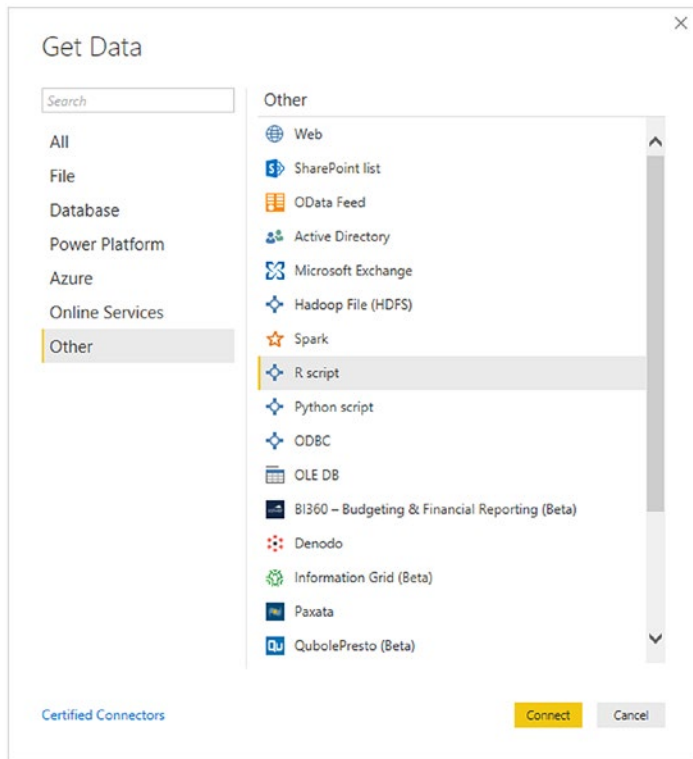 Get Data
Search
All
File
Database
Power Platform
Azure
Online Services
Other
Other
Web
SharePoint list
OData Feed
Active Directory
Microsoft Exchange
Hadoop File (HDFS)
Spark
R script
Python script
ODBC
OLE DB
BI360 – Budgeting & Financial Reporting (Beta)
Denodo
Information Grid (Beta)
Paxata
QubolePresto (Beta)
Certified Connectors
Connect
Cancel